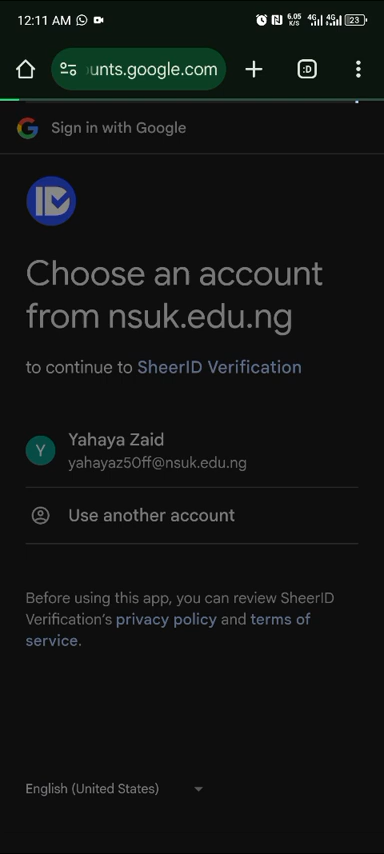 12:11 AM 6.05 K/S 4G 4G 23
unts.google.com :D
Sign in with Google
Choose an account
from nsuk.edu.ng
to continue to SheerID Verification
Y Yahaya Zaid
yahayaz50ff@nsuk.edu.ng
Use another account
Before using this app, you can review SheerID
Verification's privacy policy and terms of
service.
English (United States)